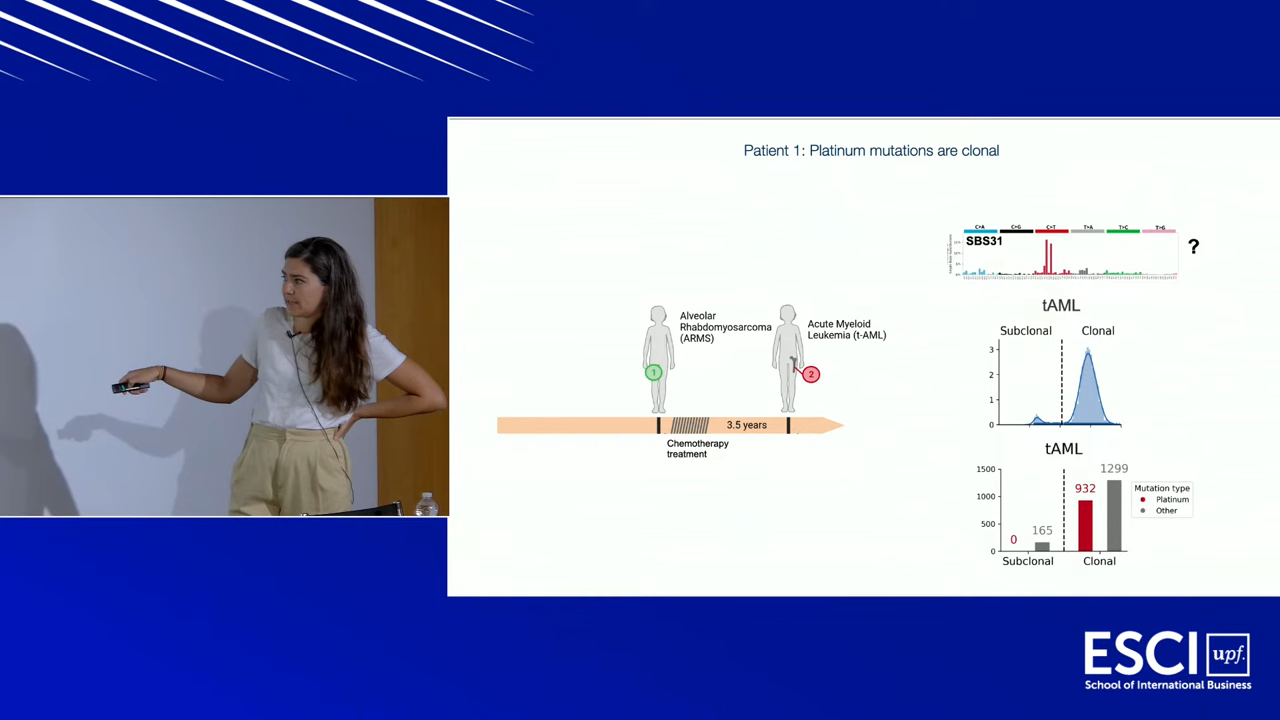 Patient 1: Platinum mutations are clonal
C>A C>G C>T T>A T>C T>G
SBS31
?
Alveolar
Rhabdomyosarcoma
(ARMS)
1
Acute Myeloid
Leukemia (t-AML)
2
3.5 years
Chemotherapy
treatment
tAML
Subclonal Clonal
3
2
1
0
tAML
1500
1000
500
0
0
165
932
1299
Subclonal Clonal
Mutation type
Platinum
Other
ESCI upf.
School of International Business